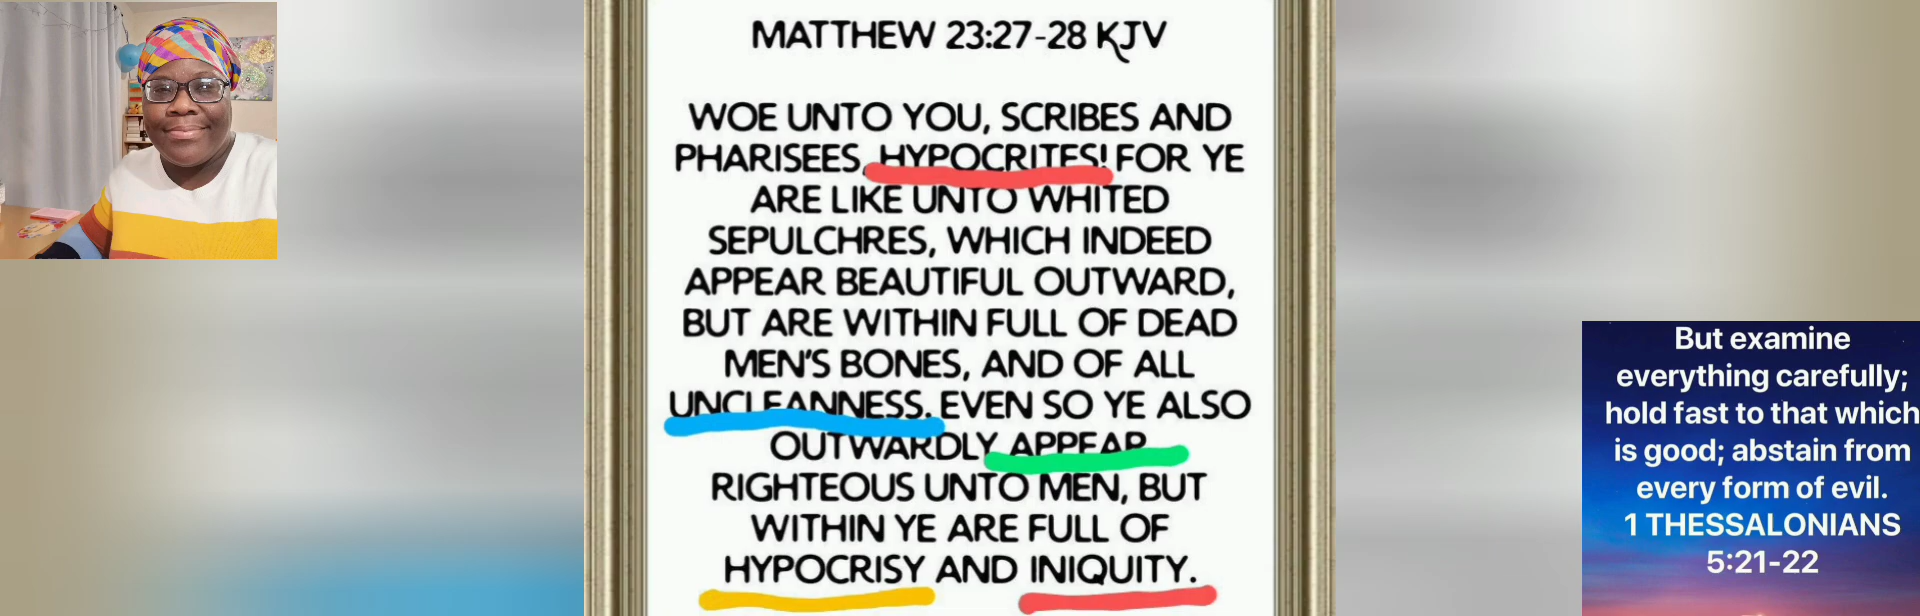 MATTHEW 23:27-28 KJV
WOE UNTO YOU, SCRIBES AND
PHARISEES, HYPOCRITES! FOR YE
ARE LIKE UNTO WHITED
SEPULCHRES, WHICH INDEED
APPEAR BEAUTIFUL OUTWARD,
BUT ARE WITHIN FULL OF DEAD
MEN'S BONES, AND OF ALL
UNCLEANNESS. EVEN SO YE ALSO
OUTWARDLY APPEAR
RIGHTEOUS UNTO MEN, BUT
WITHIN YE ARE FULL OF
HYPOCRISY AND INIQUITY.
But examine
everything carefully;
hold fast to that which
is good; abstain from
every form of evil.
1 THESSALONIANS
5:21-22